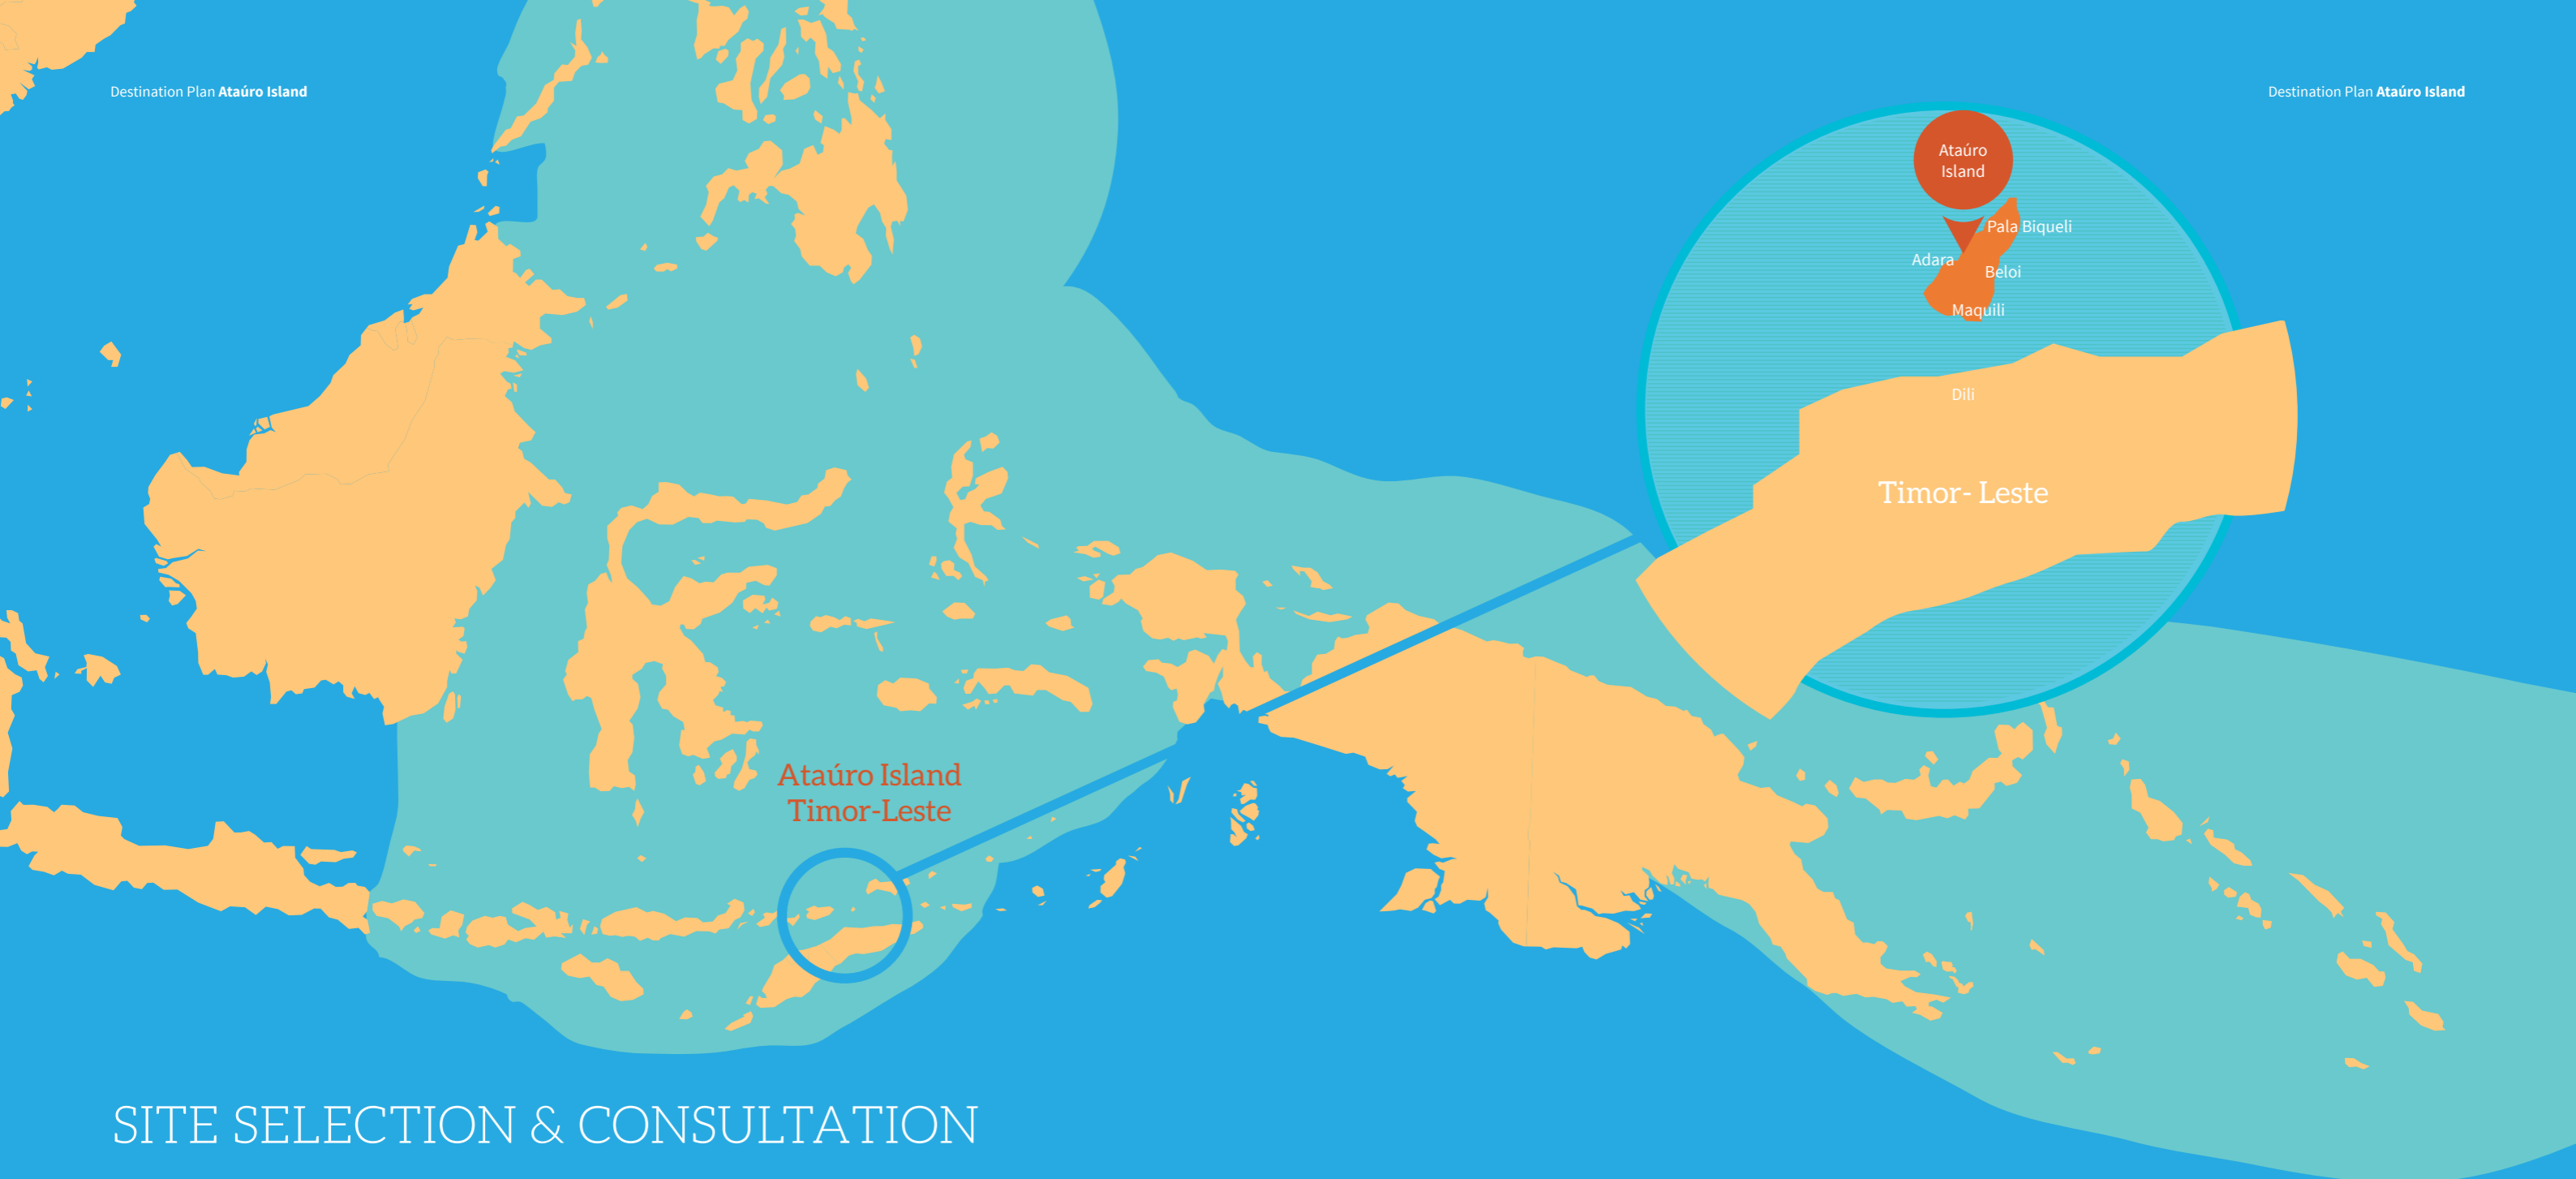 Destination Plan Ataúro Island
Destination Plan Ataúro Island
Ataúro
Island
Pala Biqueli
Adara
Beloi
Maquili
Dili
Timor- Leste
Ataúro Island
Timor-Leste
SITE SELECTION & CONSULTATION